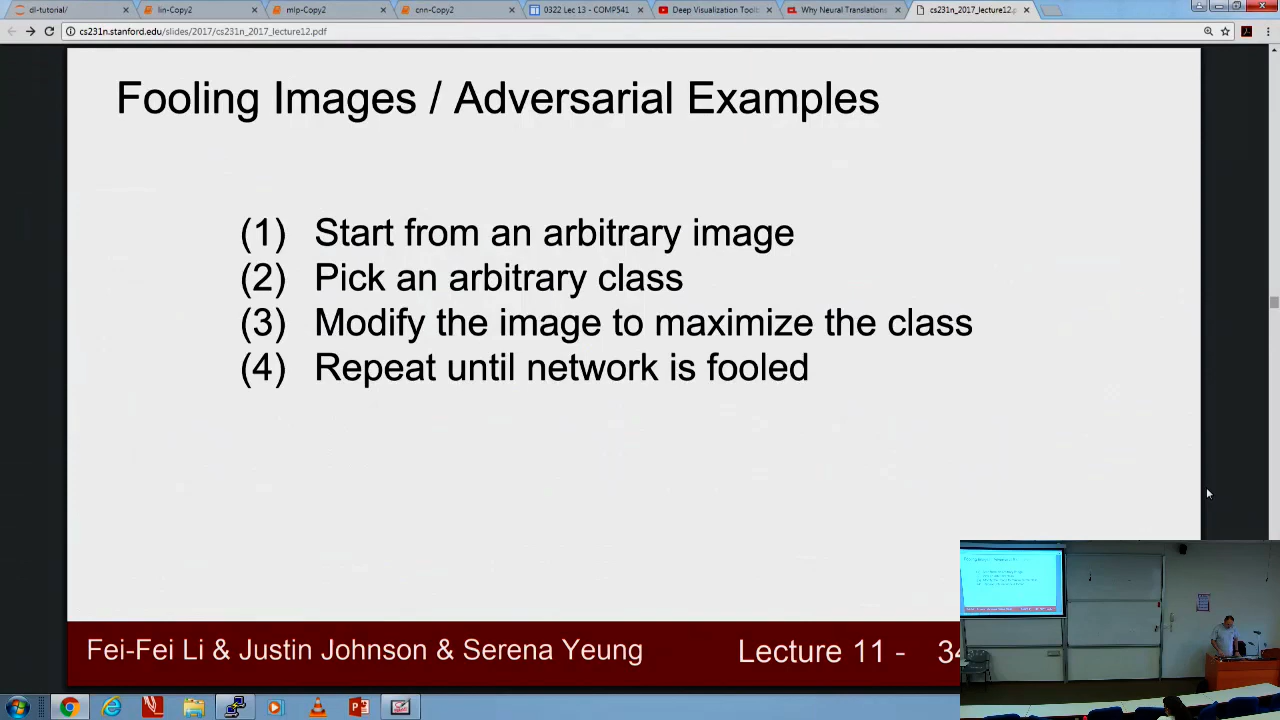 dl-tutorial/
lin-Copy2
mlp-Copy2
cnn-Copy2
0322 Lec 13 - COMP541
Deep Visualization Tool
Why Neural Translations
cs231n_2017_lecture12.p
cs231n.stanford.edu/slides/2017/cs231n_2017_lecture12.pdf
Fooling Images / Adversarial Examples
(1) Start from an arbitrary image
(2) Pick an arbitrary class
(3) Modify the image to maximize the class
(4) Repeat until network is fooled
Fei-Fei Li & Justin Johnson & Serena Yeung
Lecture 11 - 34